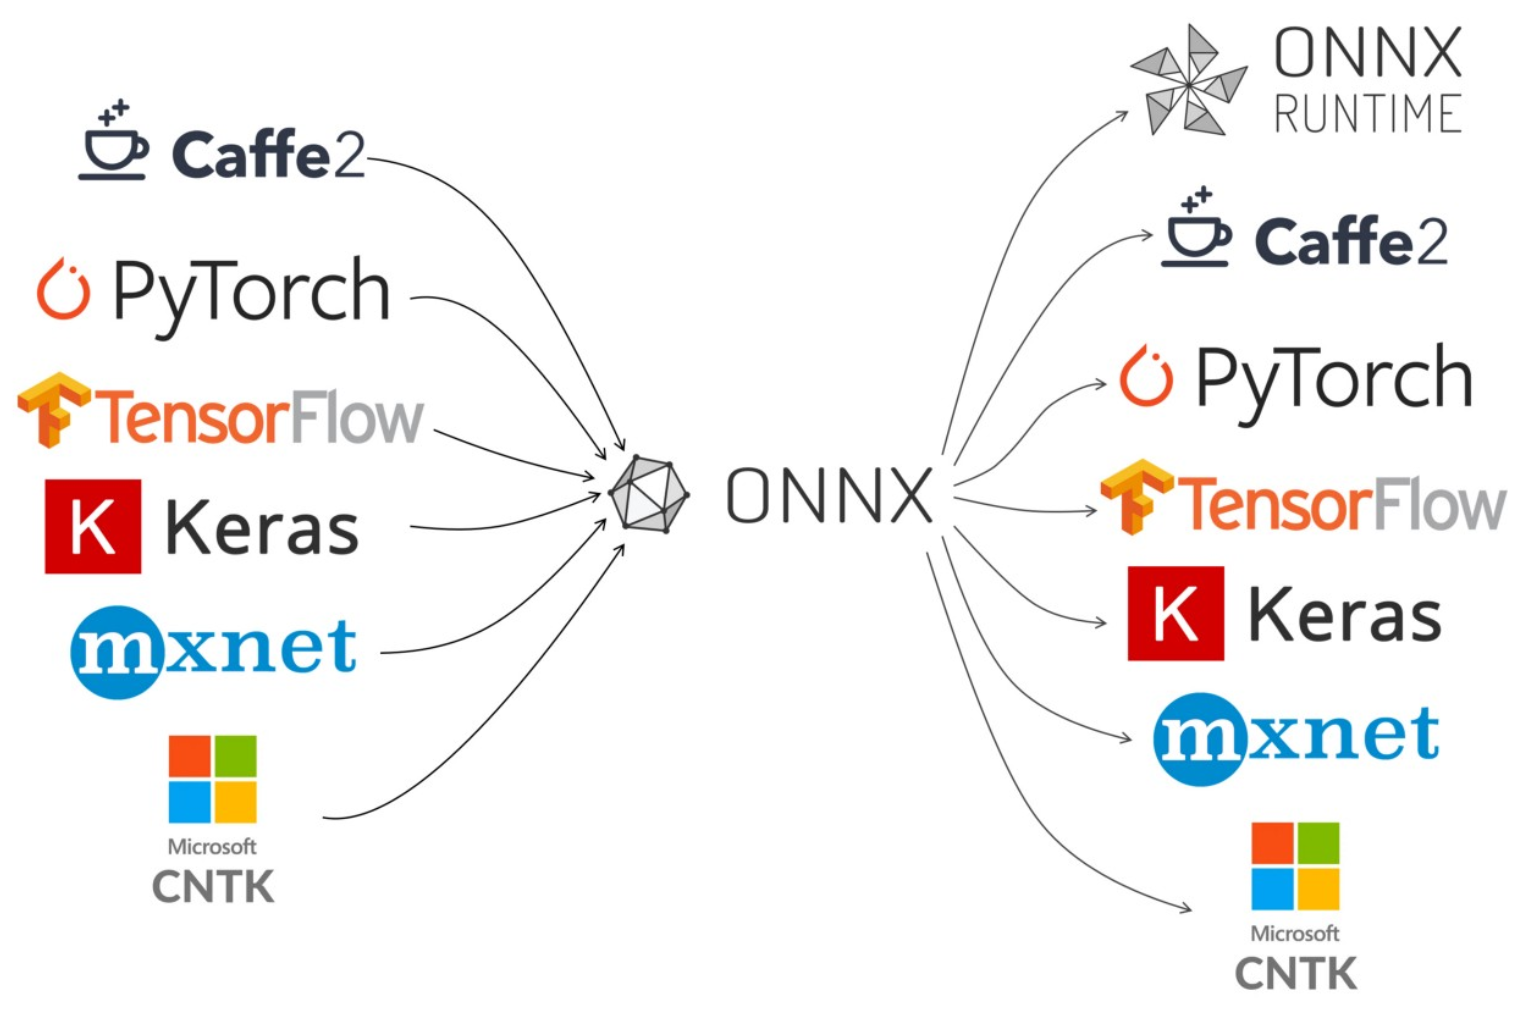 Caffe2
PyTorch
TensorFlow
K Keras
mxnet
Microsoft
CNTK
ONNX
ONNX
RUNTIME
Caffe2
PyTorch
TensorFlow
K Keras
mxnet
Microsoft
CNTK